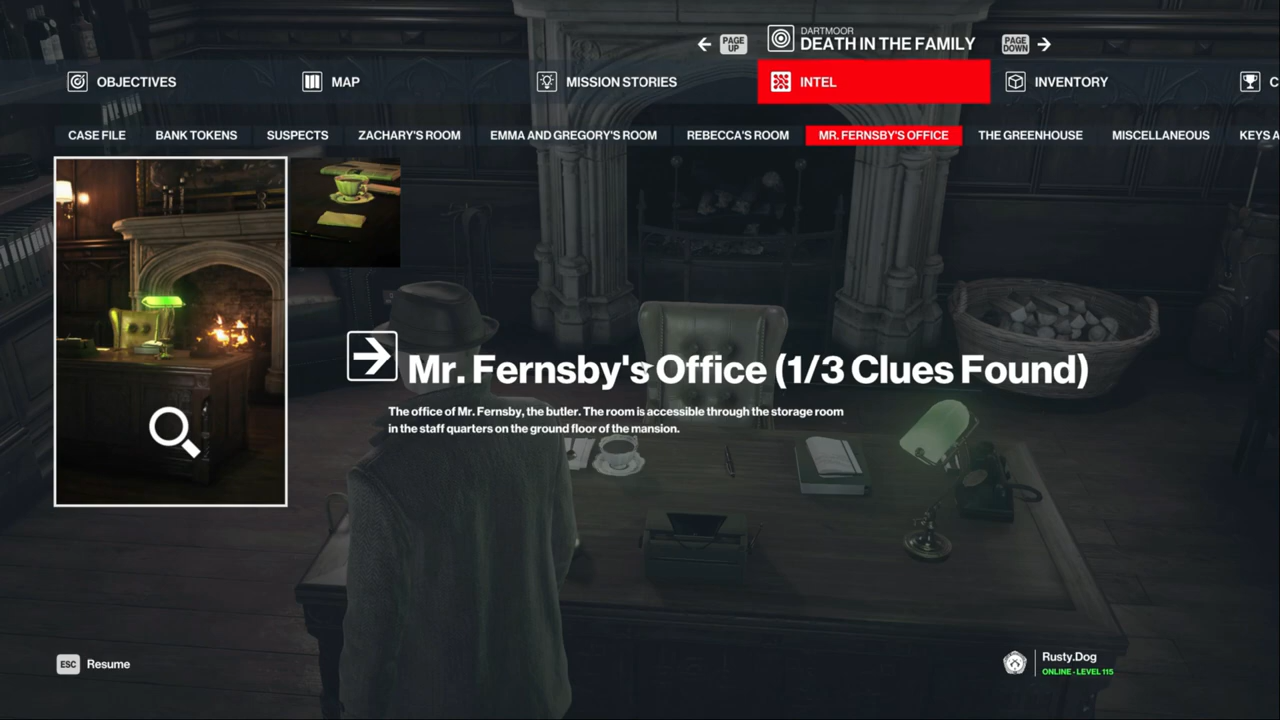 PAGE UP
DARTMOOR
DEATH IN THE FAMILY
PAGE DOWN
OBJECTIVES
MAP
MISSION STORIES
INTEL
INVENTORY
C
CASE FILE
BANK TOKENS
SUSPECTS
ZACHARY'S ROOM
EMMA AND GREGORY'S ROOM
REBECCA'S ROOM
MR. FERNSBY'S OFFICE
THE GREENHOUSE
MISCELLANEOUS
KEYS A
Mr. Fernsby's Office (1/3 Clues Found)
The office of Mr. Fernsby, the butler. The room is accessible through the storage room
in the staff quarters on the ground floor of the mansion.
ESC Resume
Rusty.Dog
ONLINE - LEVEL 115